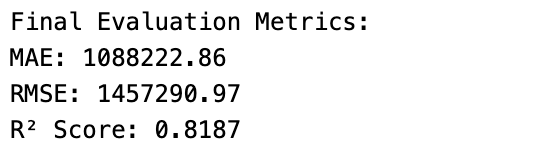 Final Evaluation Metrics:
MAE: 1088222.86
RMSE: 1457290.97
R² Score: 0.8187